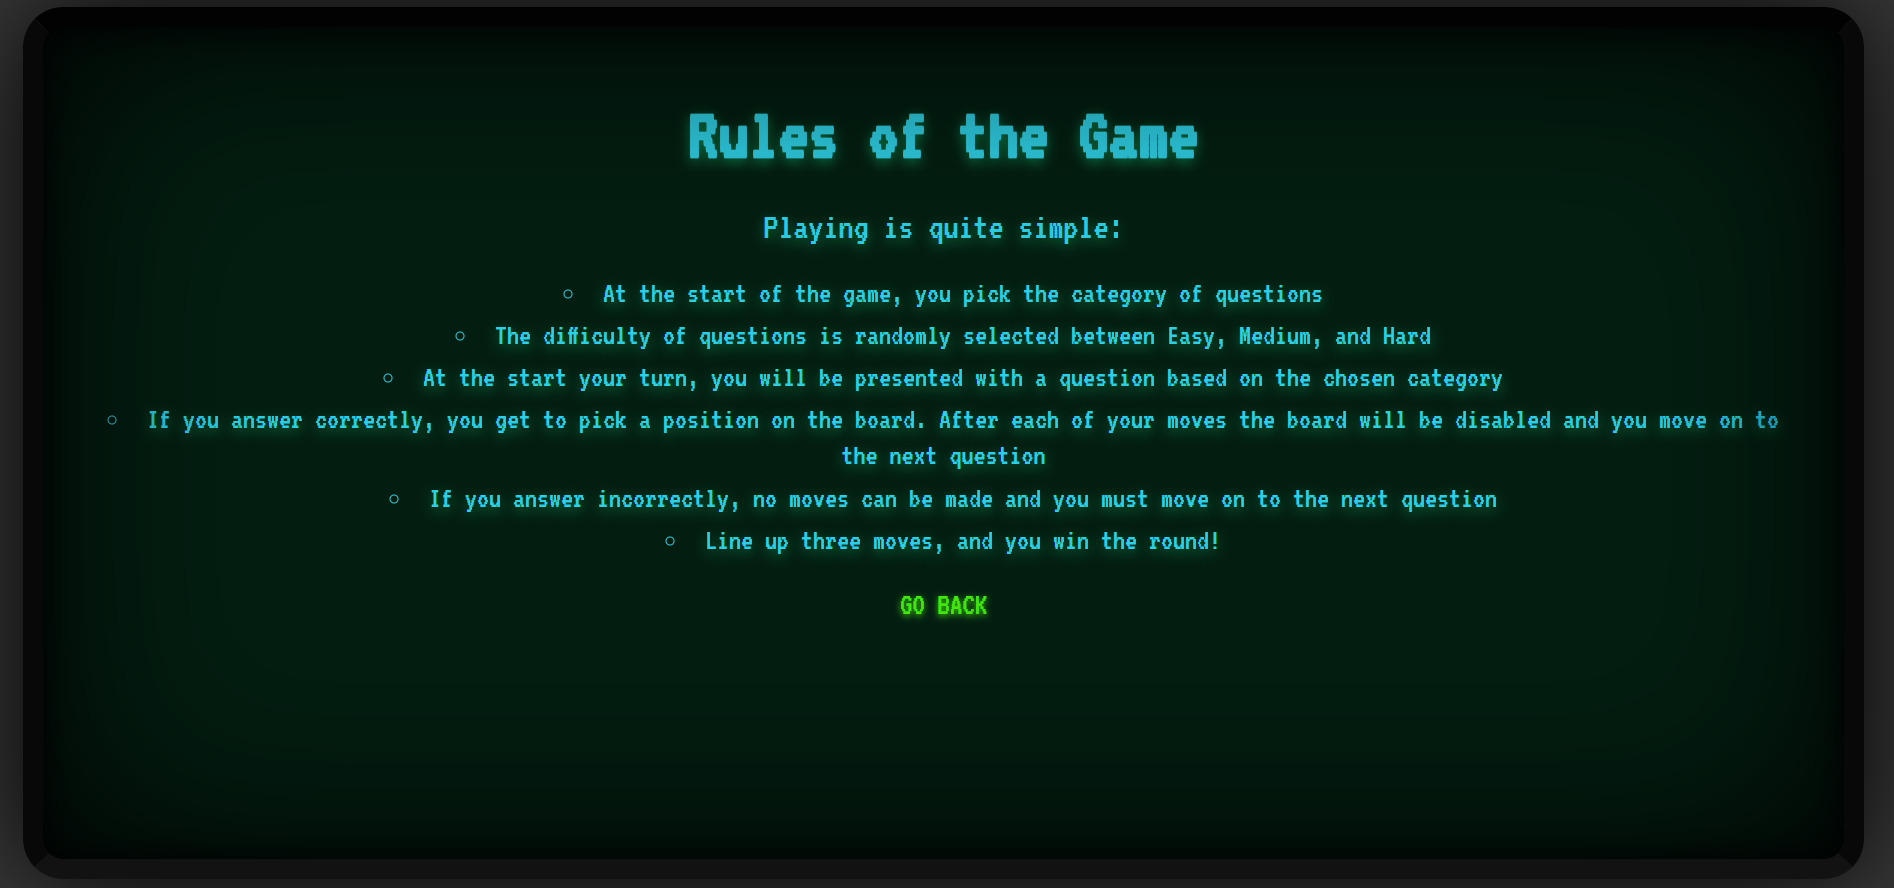 Rules of the Game
Playing is quite simple:
At the start of the game, you pick the category of questions
The difficulty of questions is randomly selected between Easy, Medium, and Hard
At the start your turn, you will be presented with a question based on the chosen category
If you answer correctly, you get to pick a position on the board. After each of your moves the board will be disabled and you move on to
the next question
If you answer incorrectly, no moves can be made and you must move on to the next question
Line up three moves, and you win the round!
GO BACK